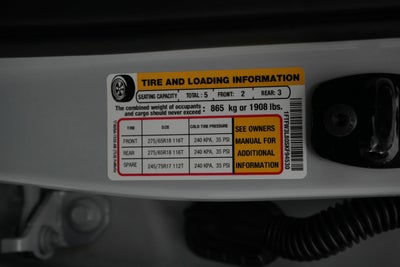 TIRE AND LOADING INFORMATION
SEATING CAPACITY TOTAL : 5 FRONT: 2 REAR: 3
The combined weight of occupants and cargo should never exceed : 865 kg or 1908 lbs.
TIRE SIZE COLD TIRE PRESSURE
FRONT 275/65R18 116T 240 KPA, 35 PSI
REAR 275/65R18 116T 240 KPA, 35 PSI
SPARE 245/75R17 112T 240 KPA, 35 PSI
SEE OWNERS
MANUAL FOR
ADDITIONAL
INFORMATION